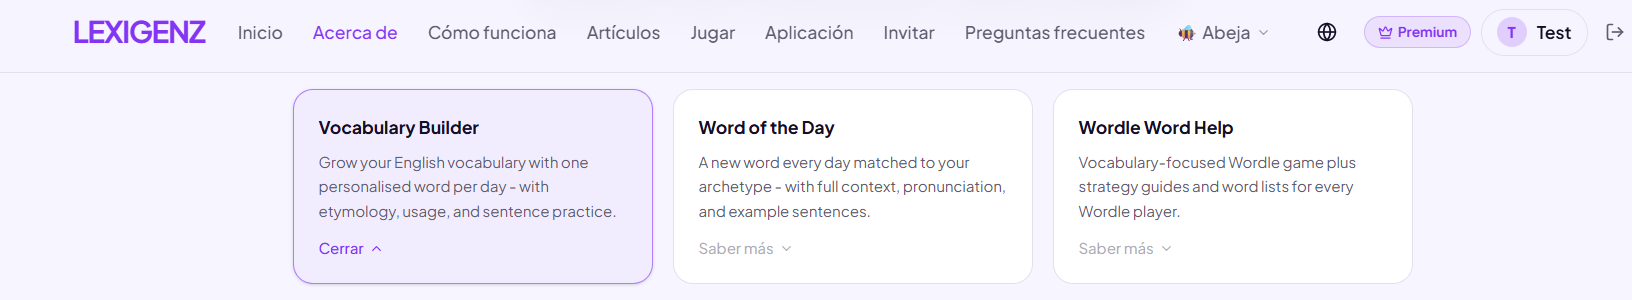 LEXIGENZ Inicio Acerca de Cómo funciona Artículos Jugar Aplicación Invitar Preguntas frecuentes Abeja Premium T Test
Vocabulary Builder
Grow your English vocabulary with one
personalised word per day - with
etymology, usage, and sentence practice.
Cerrar
Word of the Day
A new word every day matched to your
archetype - with full context, pronunciation,
and example sentences.
Saber más
Wordle Word Help
Vocabulary-focused Wordle game plus
strategy guides and word lists for every
Wordle player.
Saber más